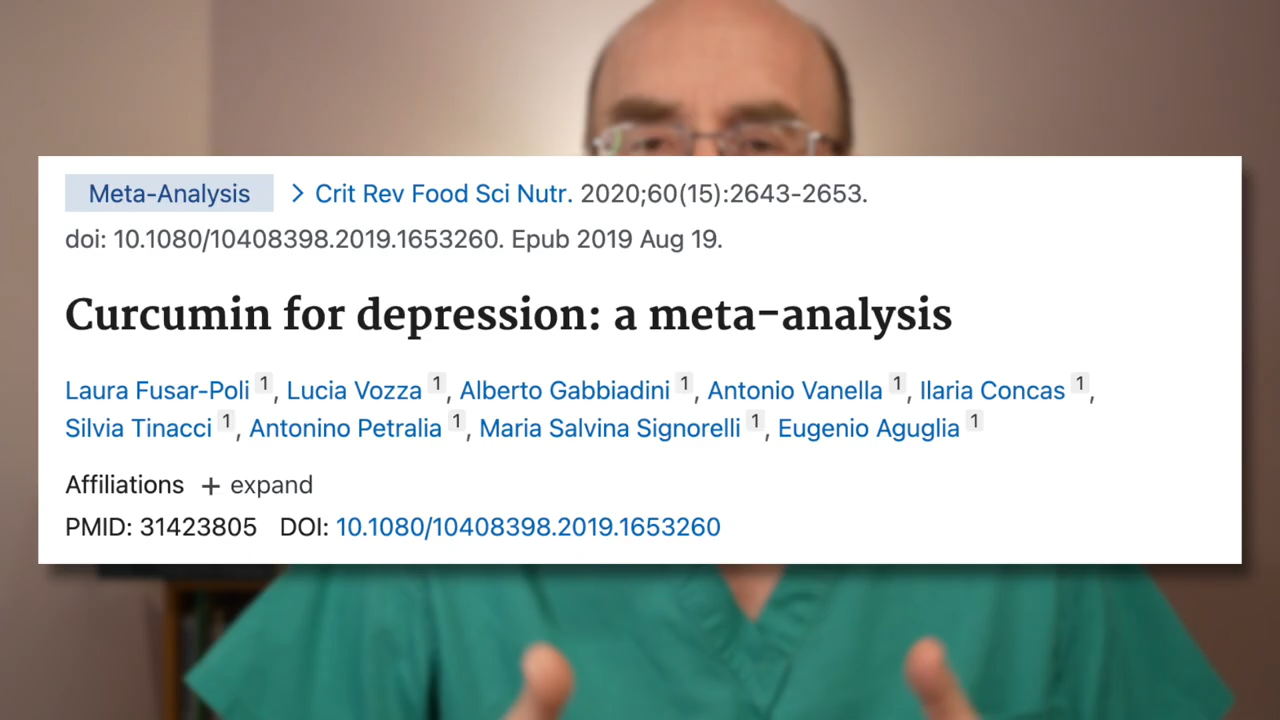 Meta-Analysis > Crit Rev Food Sci Nutr. 2020;60(15):2643-2653.
doi: 10.1080/10408398.2019.1653260. Epub 2019 Aug 19.
Curcumin for depression: a meta-analysis
Laura Fusar-Poli 1, Lucia Vozza 1, Alberto Gabbiadini 1, Antonio Vanella 1, Ilaria Concas 1,
Silvia Tinacci 1, Antonino Petralia 1, Maria Salvina Signorelli 1, Eugenio Aguglia 1
Affiliations + expand
PMID: 31423805 DOI: 10.1080/10408398.2019.1653260